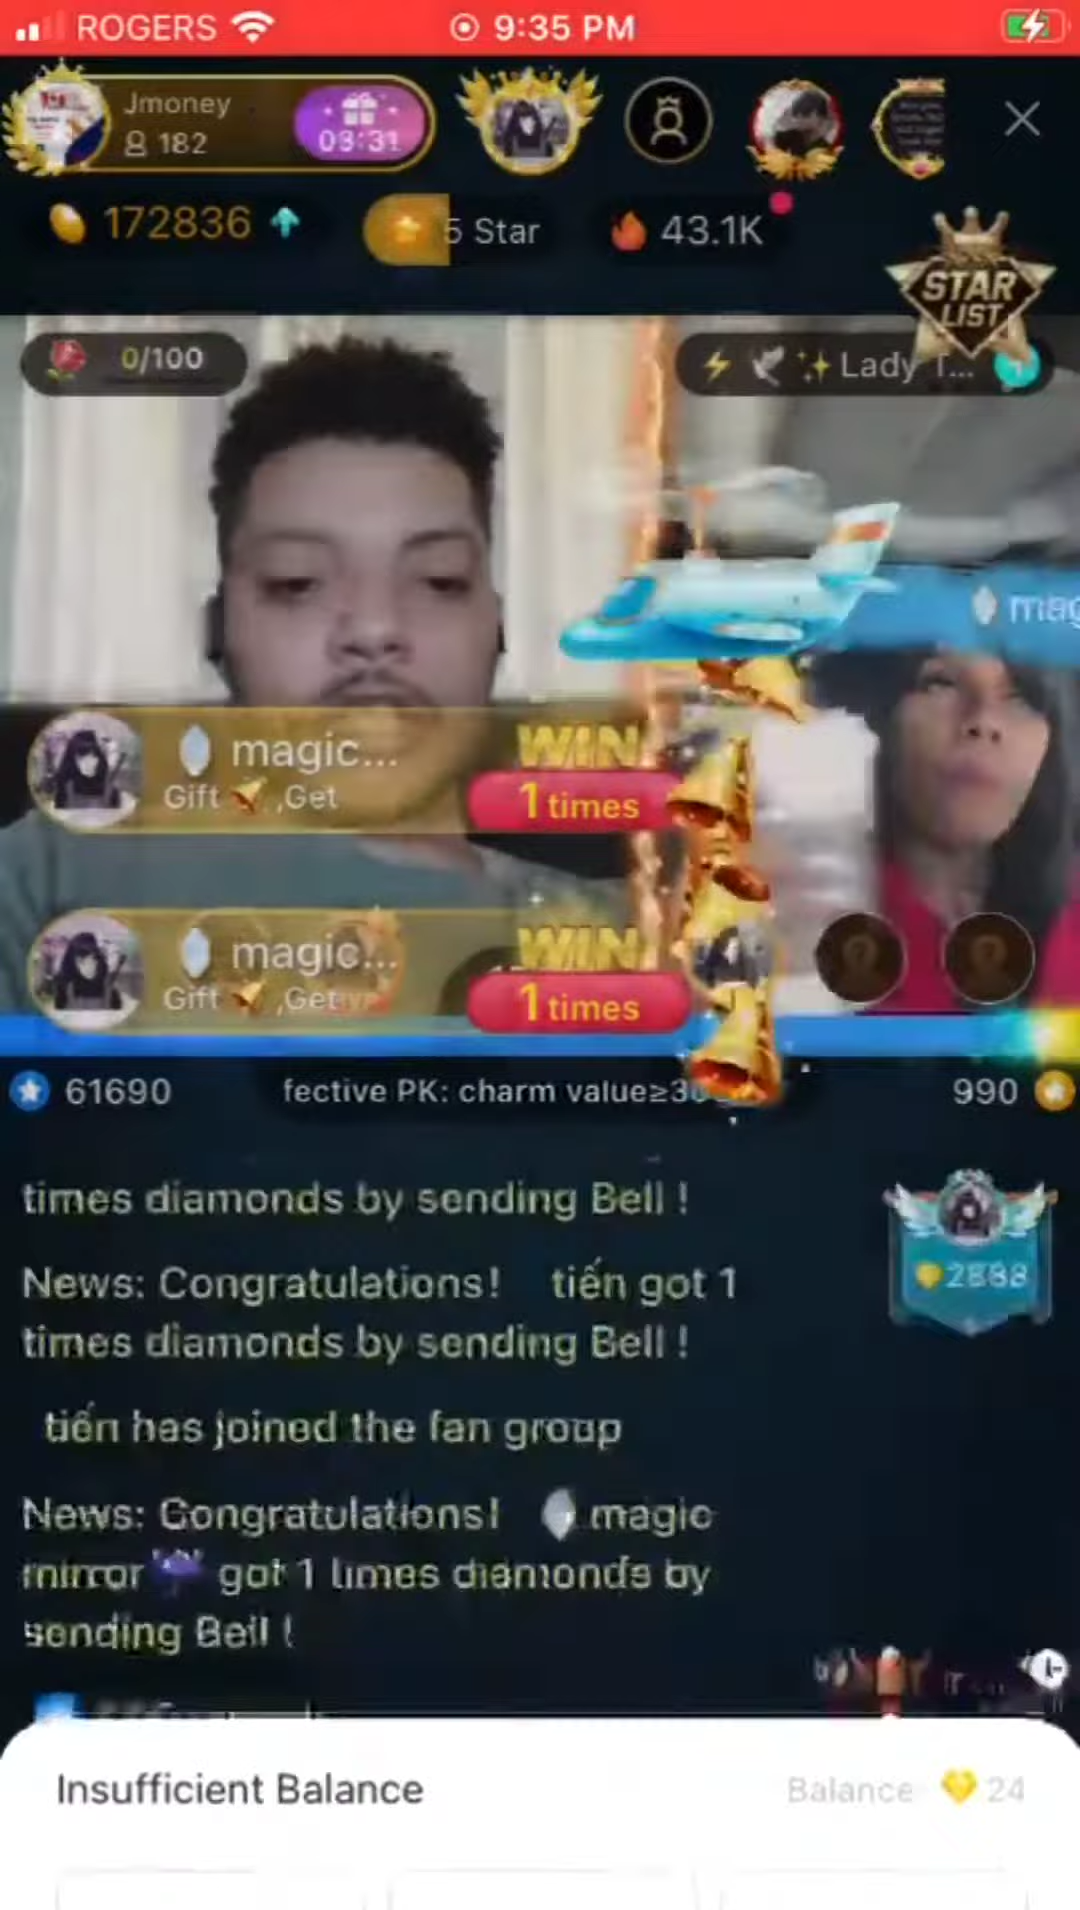 ROGERS 9:35 PM
Jmoney
182
03:31
172836
5 Star
43.1K
STAR
LIST
0/100
Lady T...
mag
magic...
WIN
Gift ,Get
1 times
magic...
WIN
Gift ,Get
1 times
61690
fective PK: charm value≥30
990
times diamonds by sending Bell !
2888
News: Congratulations! tiến got 1
times diamonds by sending Bell !
tiến has joined the fan group
News: Congratulations! magic
mirror got 1 times diamonds by
sending Bell !
Insufficient Balance
Balance 24